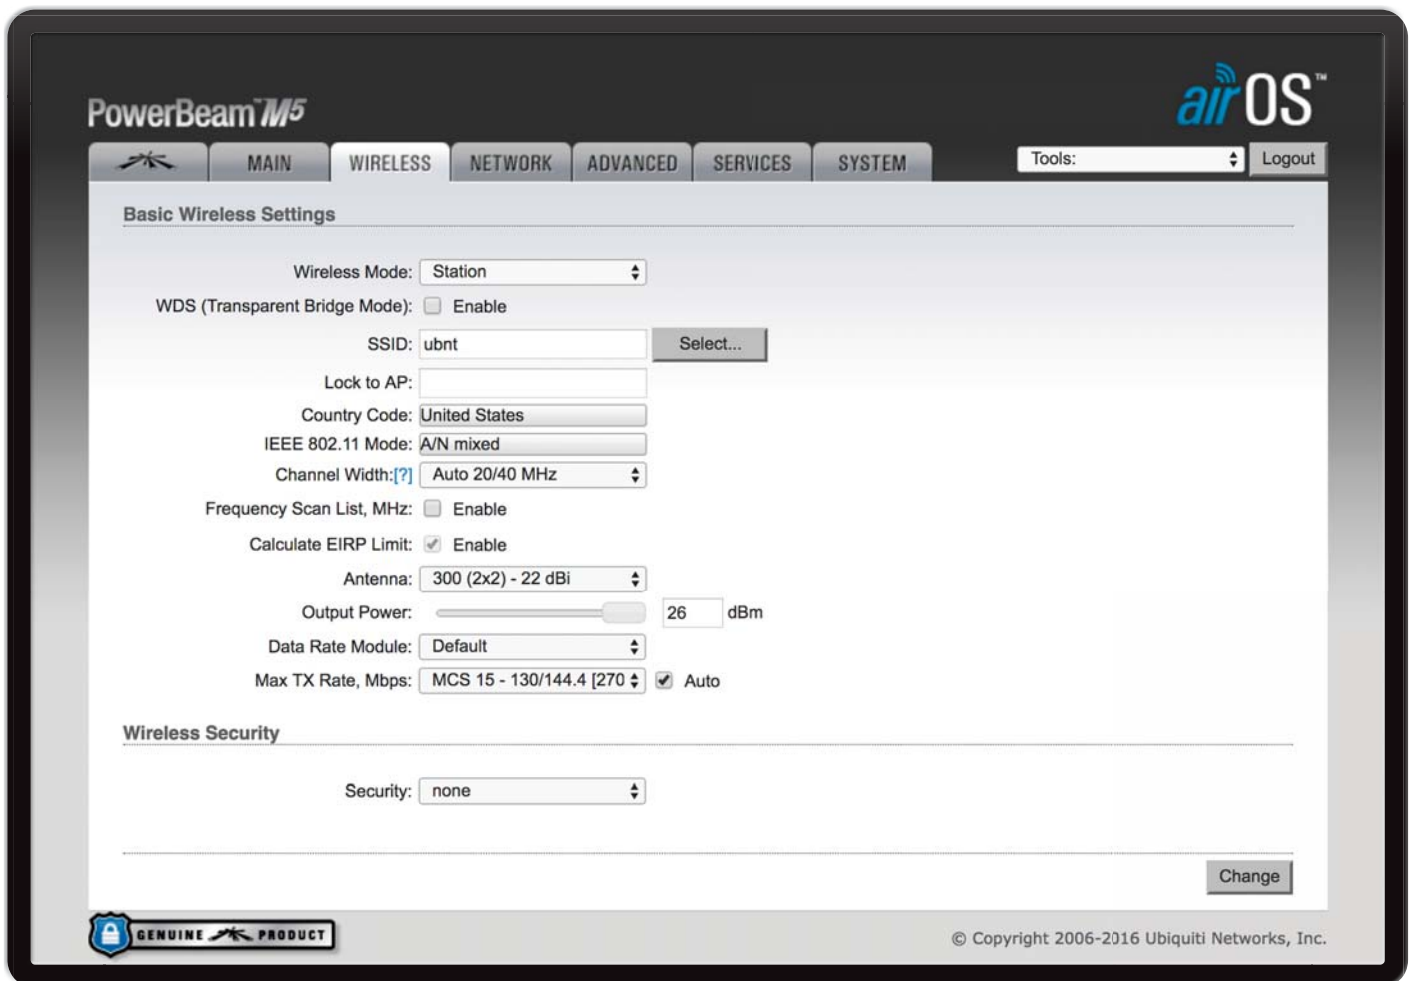 PowerBeam™ M5
airOS™
MAIN WIRELESS NETWORK ADVANCED SERVICES SYSTEM Tools: Logout
Basic Wireless Settings
Wireless Mode: Station
WDS (Transparent Bridge Mode): Enable
SSID: ubnt Select...
Lock to AP:
Country Code: United States
IEEE 802.11 Mode: A/N mixed
Channel Width:[?] Auto 20/40 MHz
Frequency Scan List, MHz: Enable
Calculate EIRP Limit: Enable
Antenna: 300 (2x2) - 22 dBi
Output Power: 26 dBm
Data Rate Module: Default
Max TX Rate, Mbps: MCS 15 - 130/144.4 [270 Auto
Wireless Security
Security: none
Change
GENUINE PRODUCT
© Copyright 2006-2016 Ubiquiti Networks, Inc.